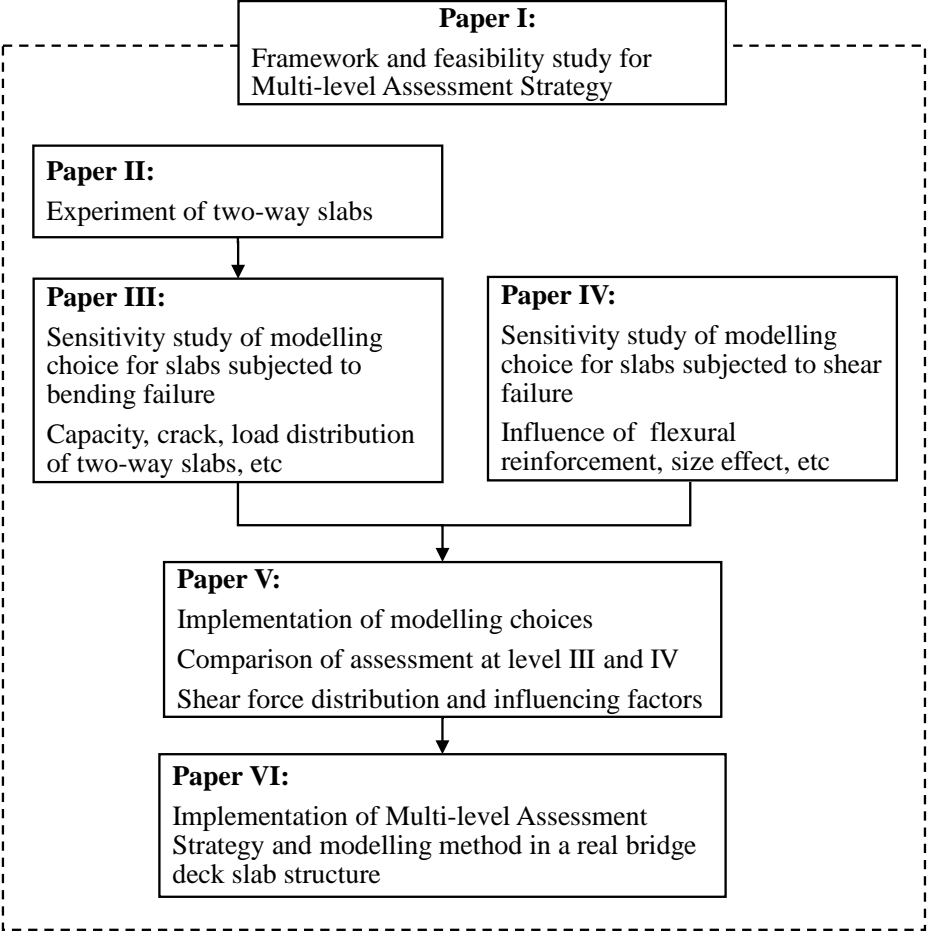 Paper I:
Framework and feasibility study for
Multi-level Assessment Strategy
Paper II:
Experiment of two-way slabs
Paper III:
Sensitivity study of modelling
choice for slabs subjected to
bending failure
Capacity, crack, load distribution
of two-way slabs, etc
Paper IV:
Sensitivity study of modelling
choice for slabs subjected to shear
failure
Influence of flexural
reinforcement, size effect, etc
Paper V:
Implementation of modelling choices
Comparison of assessment at level III and IV
Shear force distribution and influencing factors
Paper VI:
Implementation of Multi-level Assessment
Strategy and modelling method in a real bridge
deck slab structure